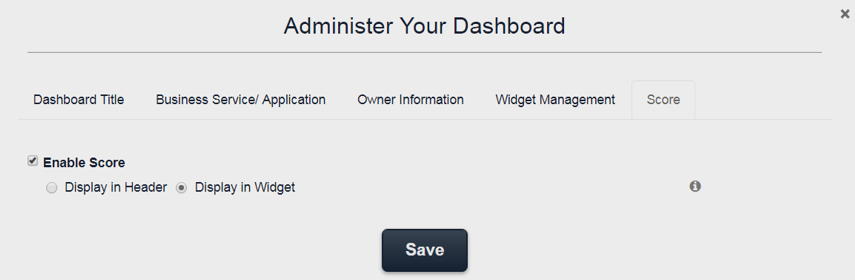 Administer Your Dashboard
Dashboard Title Business Service/ Application Owner Information Widget Management Score
Enable Score
Display in Header Display in Widget
Save